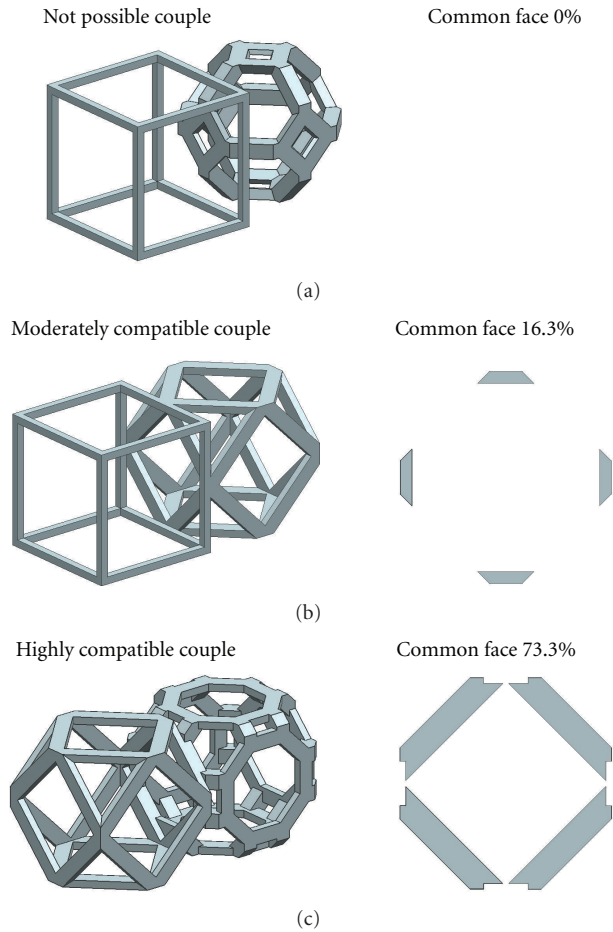 Not possible couple
Common face 0%
(a)
Moderately compatible couple
Common face 16.3%
(b)
Highly compatible couple
Common face 73.3%
(c)